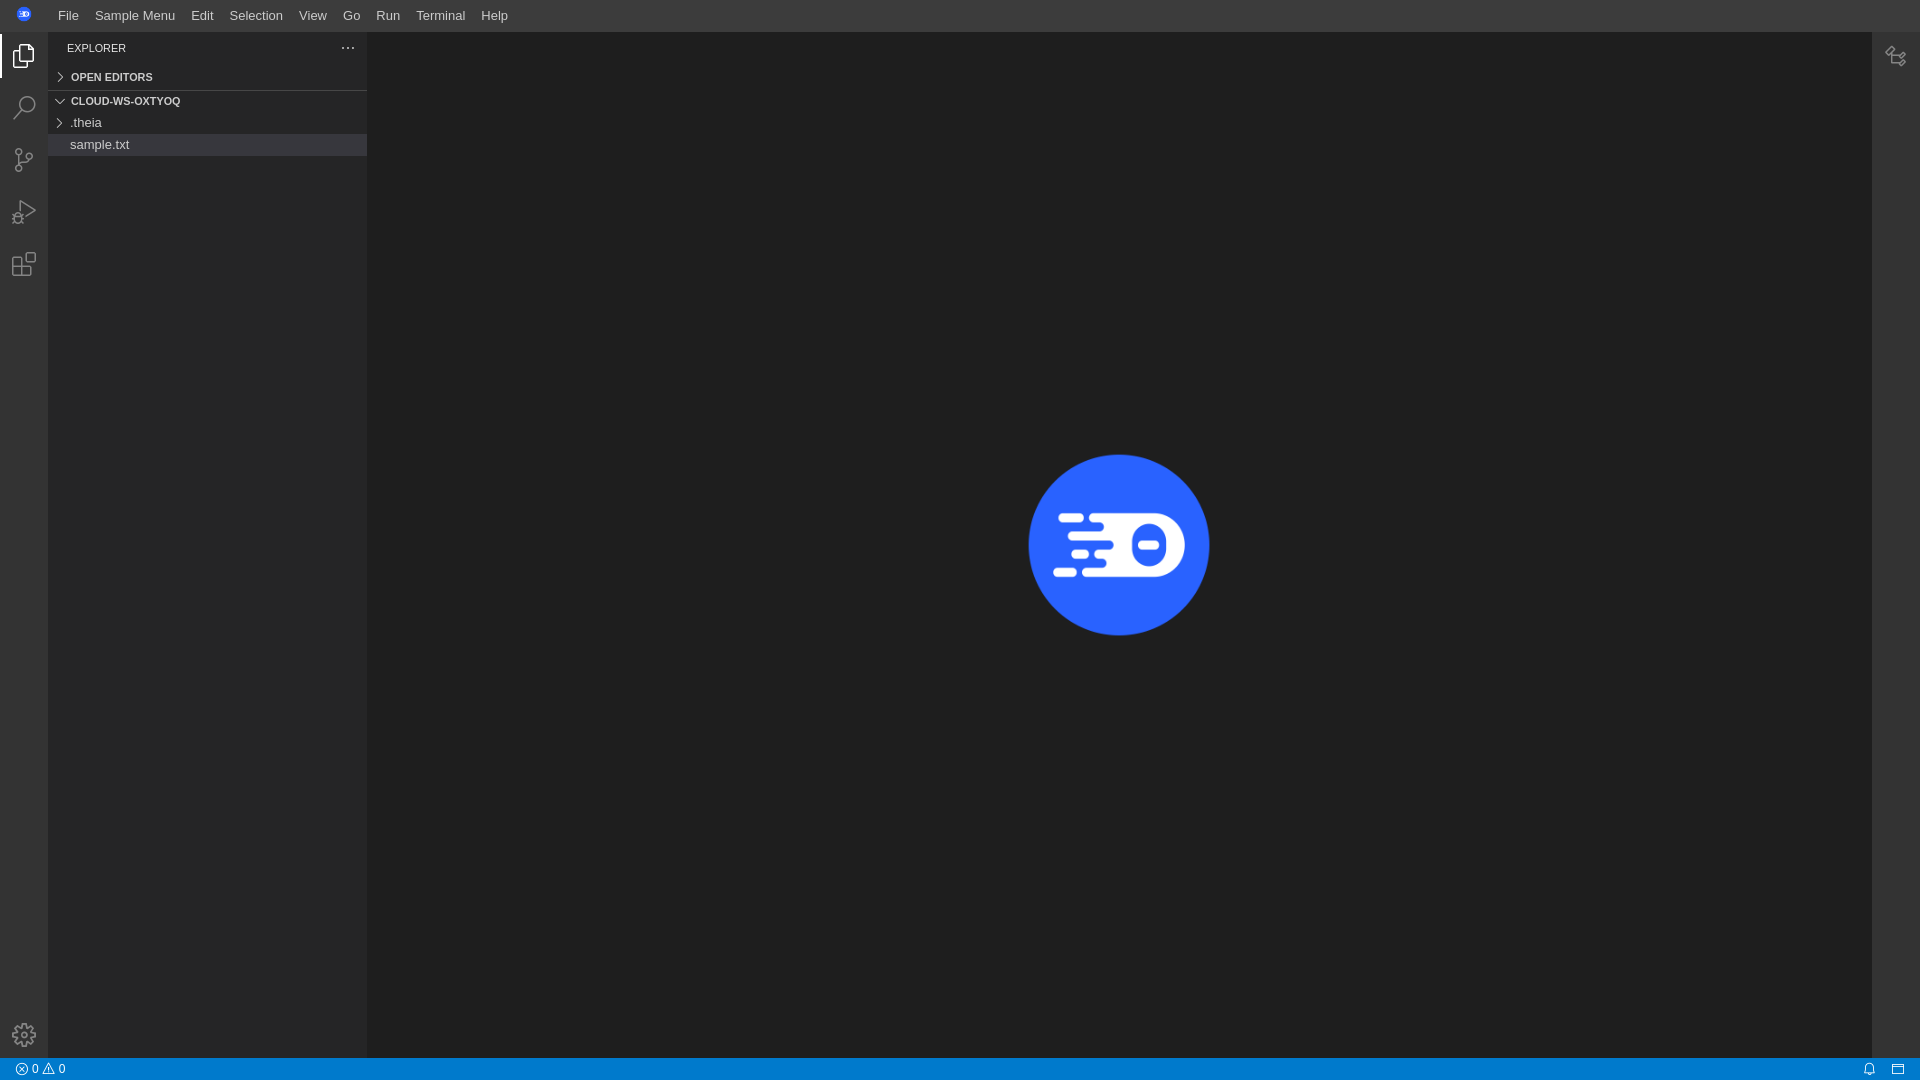 File Sample Menu Edit Selection View Go Run Terminal Help
EXPLORER
OPEN EDITORS
CLOUD-WS-OXTYOQ
.theia
sample.txt
0 0